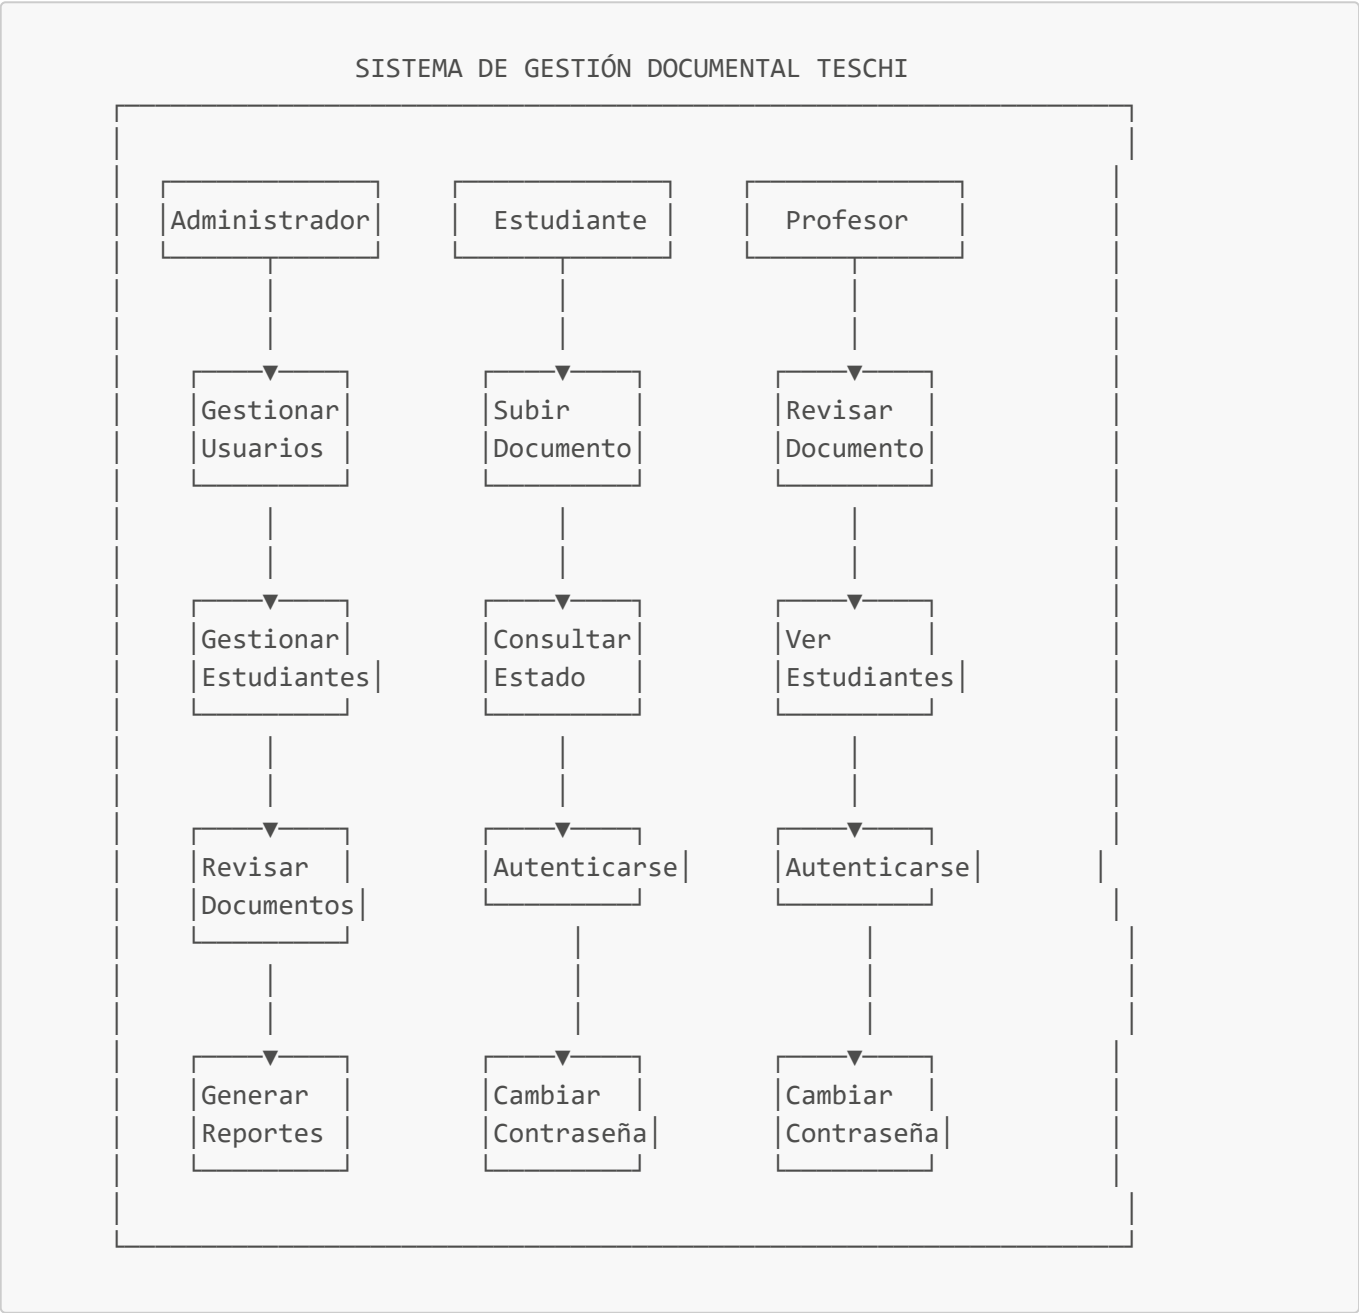 SISTEMA DE GESTIÓN DOCUMENTAL TESCHI
Administrador Estudiante Profesor
Gestionar Subir Revisar
Usuarios Documento Documento
Gestionar Consultar Ver
Estudiantes Estado Estudiantes
Revisar Autenticarse Autenticarse
Documentos
Generar Cambiar Cambiar
Reportes Contraseña Contraseña